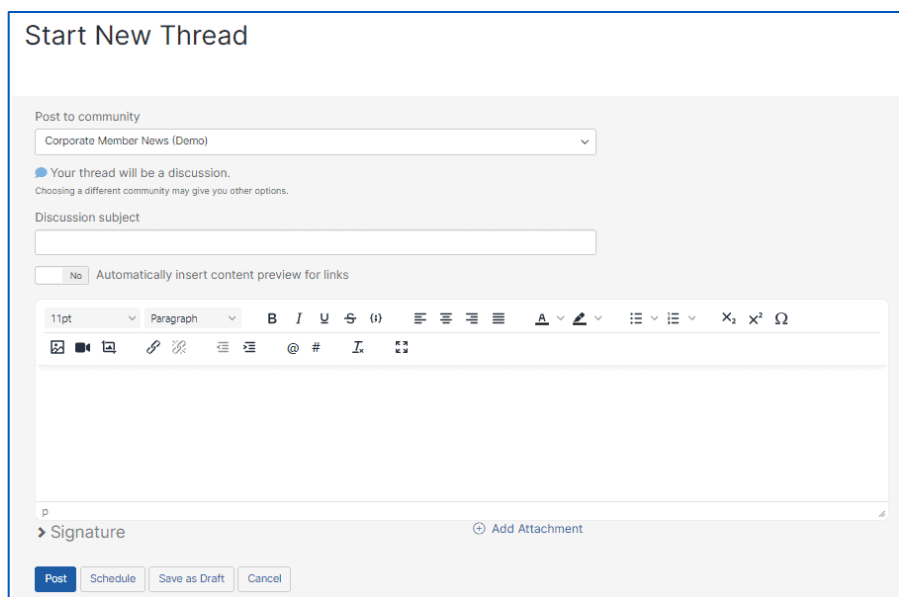 Start New Thread
Post to community
Corporate Member News (Demo)
Your thread will be a discussion.
Choosing a different community may give you other options.
Discussion subject
No Automatically insert content preview for links
11pt Paragraph B I U S {i} A X₂ X² Ω
@ # Ix
p
Signature Add Attachment
Post Schedule Save as Draft Cancel